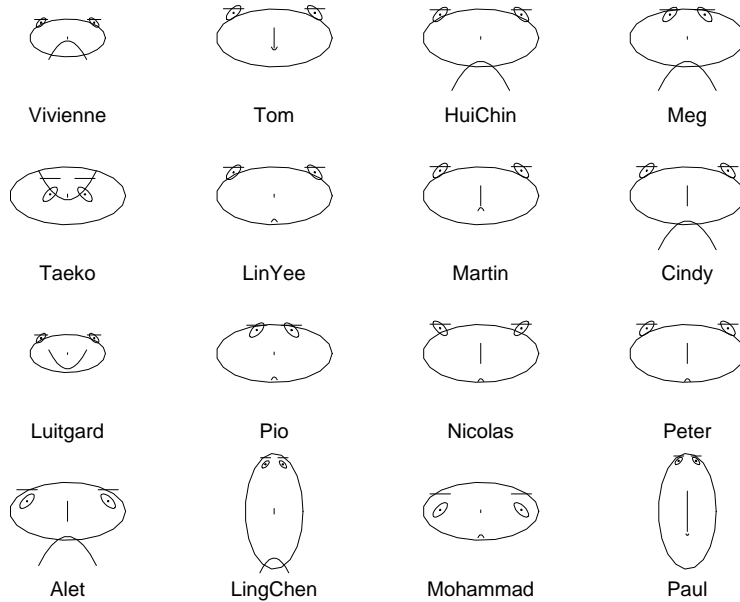 Vivienne Tom HuiChin Meg
Taeko LinYee Martin Cindy
Luitgard Pio Nicolas Peter
Alet LingChen Mohammad Paul